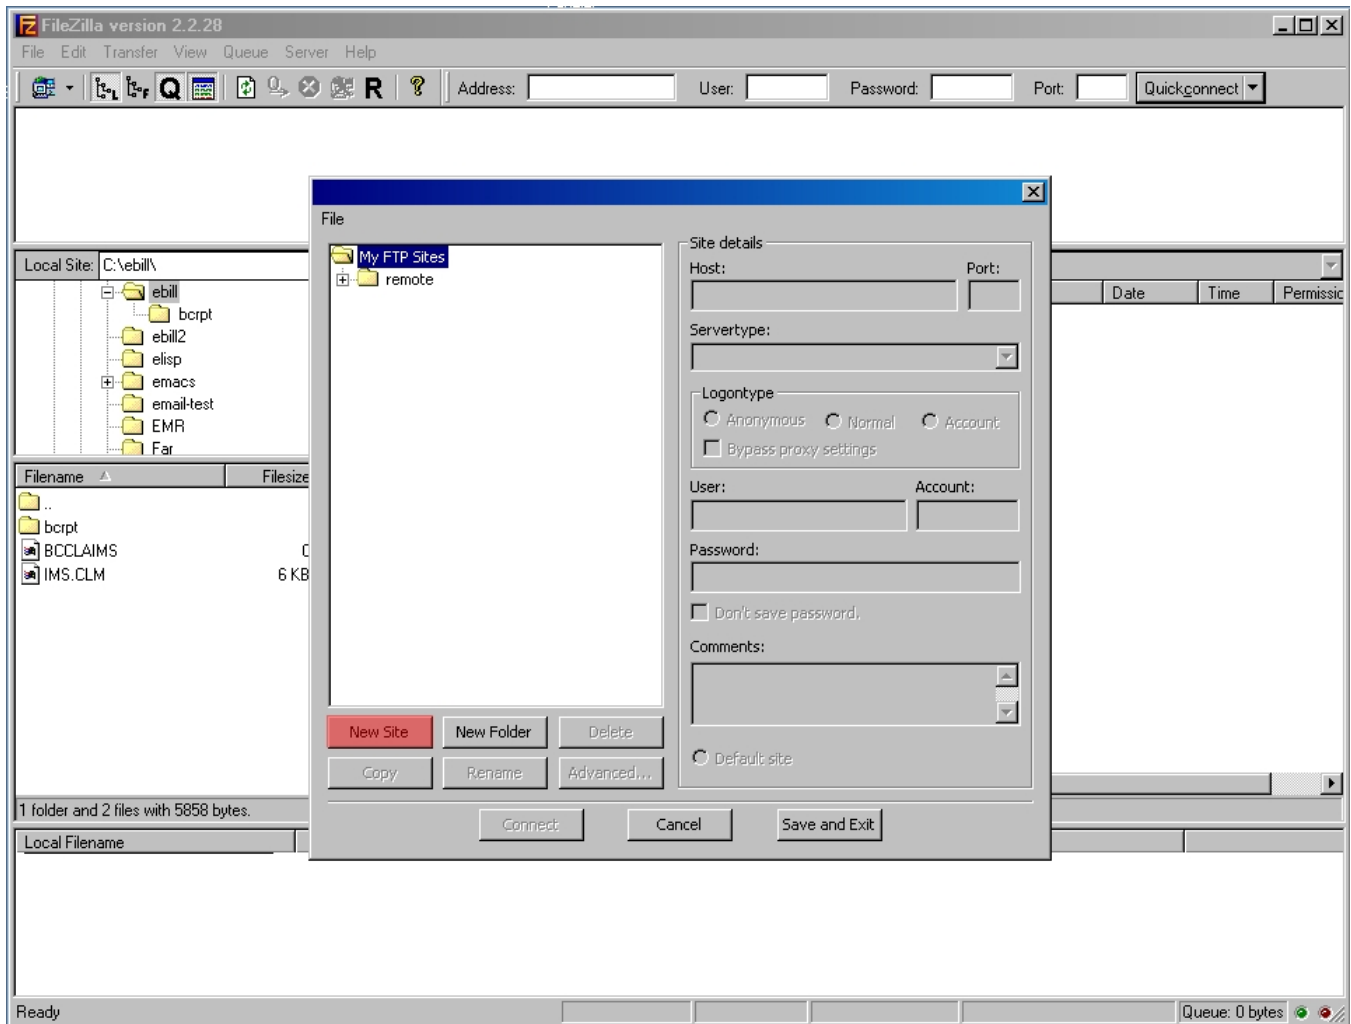 FileZilla version 2.2.28
File Edit Transfer View Queue Server Help
L F Q R ? Address: User: Password: Port: Quickconnect
Local Site: C:\ebill\
ebill
bcrpt
ebill2
elisp
emacs
email-test
EMR
Far
Filename Filesize
..
bcrpt
BCCLAIMS 0
IMS.CLM 6 KB
1 folder and 2 files with 5858 bytes.
File
My FTP Sites
remote
New Site New Folder Delete
Copy Rename Advanced...
Site details
Host: Port:
Servertype:
Logontype
Anonymous Normal Account
Bypass proxy settings
User: Account:
Password:
Don't save password.
Comments:
Default site
Connect Cancel Save and Exit
Date Time Permissic
Local Filename
Ready Queue: 0 bytes